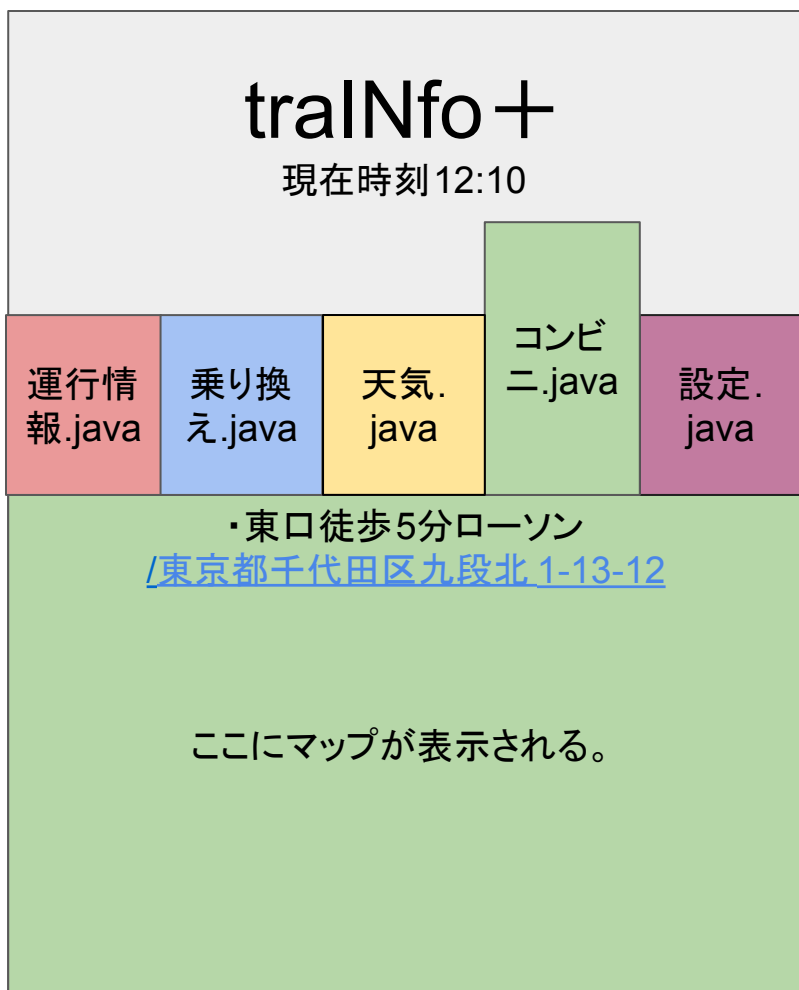 traINfo＋
現在時刻12:10
運行情
報.java
乗り換
え.java
天気.
java
コンビ
ニ.java
設定.
java
・東口徒歩5分ローソン
/東京都千代田区九段北 1-13-12
ここにマップが表示される。